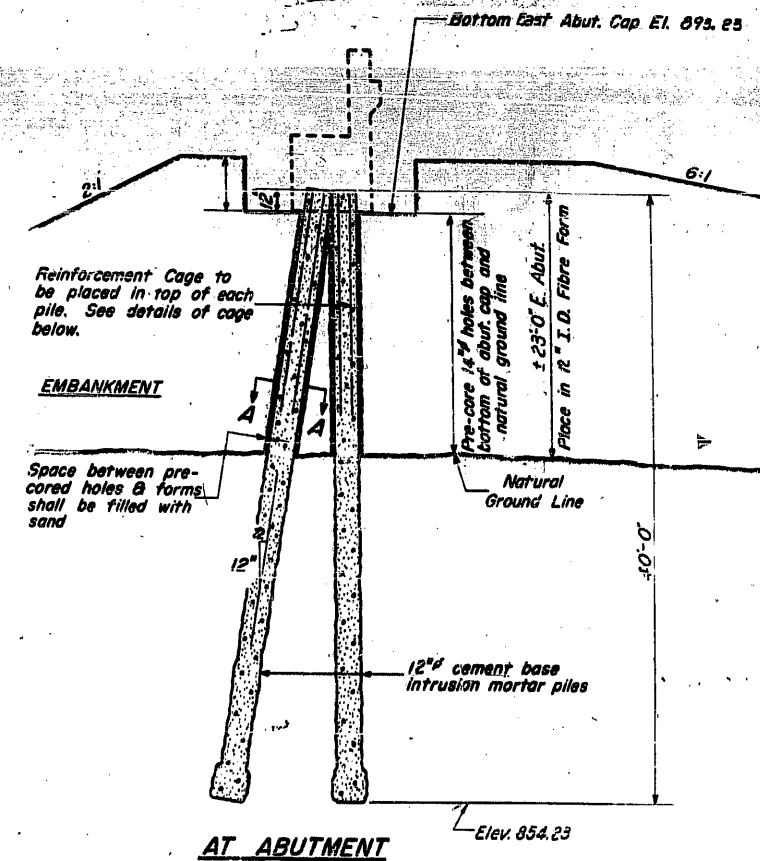 Bottom East Abut. Cap El. 893.23
2:1
6:1
12"
Reinforcement Cage to
be placed in top of each
pile. See details of cage
below.
EMBANKMENT
A
A
Pre-core 14"ø holes between
bottom of abut. cap and
natural ground line
±23'-0" E. Abut.
Place in 12" I.D. Fibre Form
Space between pre-
cored holes & forms
shall be filled with
sand
Natural
Ground Line
2
12"
12"ø cement base
intrusion mortar piles
Elev. 854.23
AT ABUTMENT